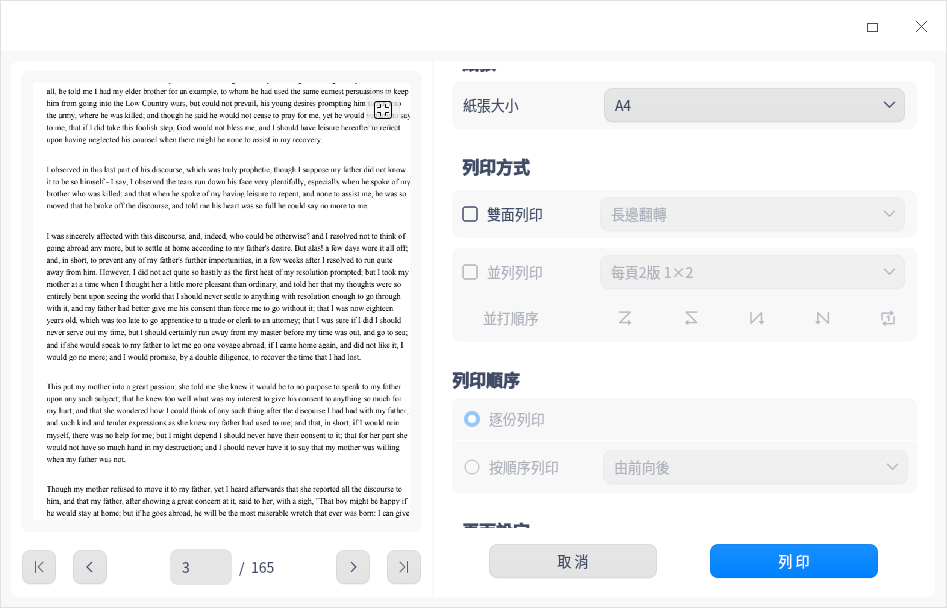 all, he told me I had my elder brother for an example, to whom he had used the same earnest persuasions to keep
him from going into the Low Country wars, but could not prevail, his young desires prompting him
the army, where he was killed; and though he said he would not cease to pray for me, yet he would say
to me, that if I did take this foolish step, God would not bless me, and I should have leisure hereafter to reflect
upon having neglected his counsel when there might be none to assist in my recovery.
I observed in this last part of his discourse, which was truly prophetic, though I suppose my father did not know
it to be so himself - I say, I observed the tears run down his face very plentifully, especially when he spoke of my
brother who was killed: and that when he spoke of my having leisure to repent, and none to assist me, he was so
moved that he broke off the discourse, and told me his heart was so full he could say no more to me.
I was sincerely affected with this discourse, and, indeed, who could be otherwise? and I resolved not to think of
going abroad any more, but to settle at home according to my father's desire. But alas! a few days wore it all off;
and, in short, to prevent any of my father's further importunities, in a few weeks after I resolved to run quite
away from him. However, I did not act quite so hastily as the first heat of my resolution prompted; but I took my
mother at a time when I thought her a little more pleasant than ordinary, and told her that my thoughts were so
entirely bent upon seeing the world that I should never settle to anything with resolution enough to go through
with it, and my father had better give me his consent than force me to go without it; that I was now eighteen
years old, which was too late to go apprentice to a trade or clerk to an attorney; that I was sure if I did I should
never serve out my time, but I should certainly run away from my master before my time was out, and go to sea;
and if she would speak to my father to let me go one voyage abroad, if I came home again, and did not like it, I
would go no more; and I would promise, by a double diligence, to recover the time that I had lost.
This put my mother into a great passion; she told me she knew it would be to no purpose to speak to my father
upon any such subject; that he knew too well what was my interest to give his consent to anything so much for
my hurt; and that she wondered how I could think of any such thing after the discourse I had had with my father,
and such kind and tender expressions as she knew my father had used to me; and that, in short, if I would ruin
myself, there was no help for me; but I might depend I should never have their consent to it; that for her part she
would not have so much hand in my destruction; and I should never have it to say that my mother was willing
when my father was not.
Though my mother refused to move it to my father, yet I heard afterwards that she reported all the discourse to
him, and that my father, after showing a great concern at it, said to her, with a sigh, "That boy might be happy if
he would stay at home; but if he goes abroad, he will be the most miserable wretch that ever was born: I can give
3 / 165
紙張大小 A4
列印方式
雙面列印 長邊翻轉
並列列印 每頁2版 1×2
並打順序
列印順序
逐份列印
按順序列印 由前向後
取消 列印